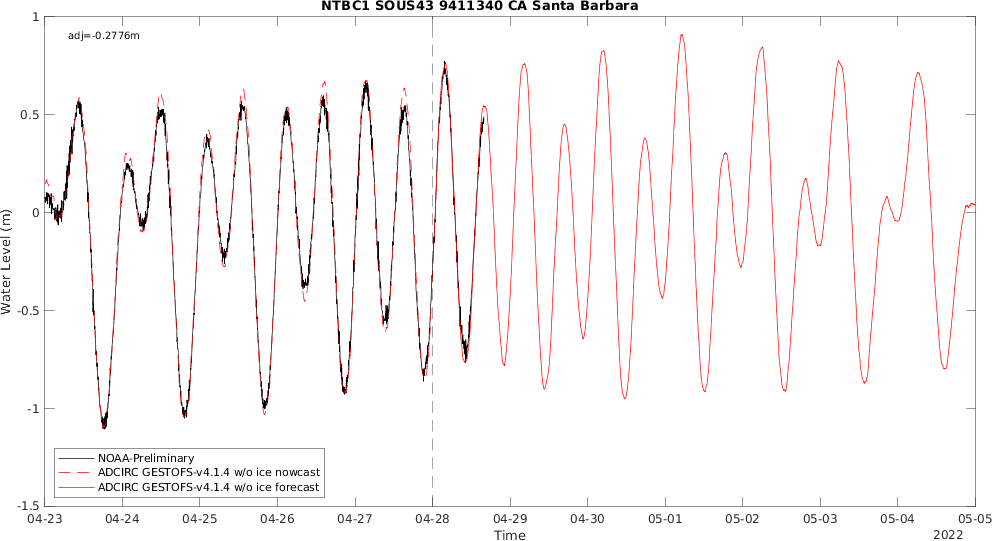 NTBC1 SOUS43 9411340 CA Santa Barbara
adj=-0.2776m
1
0.5
0
-0.5
-1
-1.5
Water Level (m)
NOAA-Preliminary
ADCIRC GESTOFS-v4.1.4 w/o ice nowcast
ADCIRC GESTOFS-v4.1.4 w/o ice forecast
04-23 04-24 04-25 04-26 04-27 04-28 04-29 04-30 05-01 05-02 05-03 05-04 05-05
Time
2022